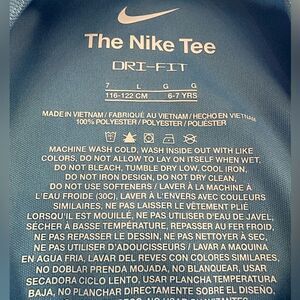 The Nike Tee
DRI-FIT
7 L G G
116-122 CM 6-7 YRS
MADE IN VIETNAM / FABRIQUÉ AU VIETNAM / HECHO EN VIETNAM
100% POLYESTER / POLYESTER / POLIÉSTER
MACHINE WASH COLD, WASH INSIDE OUT WITH LIKE
COLORS, DO NOT ALLOW TO LAY ON ITSELF WHEN WET.
DO NOT BLEACH, TUMBLE DRY LOW, COOL IRON,
DO NOT IRON DESIGN, DO NOT DRY CLEAN,
DO NOT USE SOFTENERS / LAVER À LA MACHINE À
L'EAU FROIDE (30C), LAVER À L'ENVERS AVEC COULEURS
SIMILAIRES, NE PAS LAISSER LE VÊTEMENT PLIÉ
LORSQU'IL EST MOUILLÉ, NE PAS UTILISER D'EAU DE JAVEL,
SÉCHER À BASSE TEMPÉRATURE, REPASSER AU FER FROID,
NE PAS REPASSER LE DESSIN, NE PAS NETTOYER À SEC,
NE PAS UTILISER D'ADOUCISSEURS / LAVAR A MAQUINA
EN AGUA FRIA, LAVAR DEL REVES CON COLORES SIMILARES,
NO DOBLAR PRENDA MOJADA, NO BLANQUEAR, USAR
SECADORA CICLO LENTO, USAR PLANCHA TEMPERATURA
BAJA, NO PLANCHAR DIRECTAMENTE SOBRE EL DISEÑO,